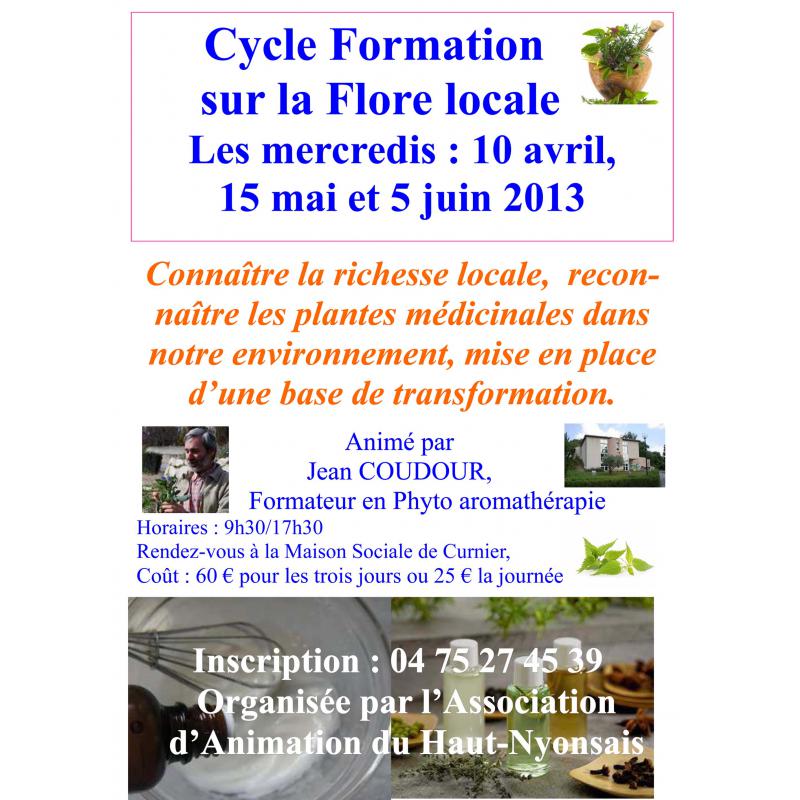 Cycle Formation
sur la Flore locale
Les mercredis : 10 avril,
15 mai et 5 juin 2013
Connaître la richesse locale, recon-
naître les plantes médicinales dans
notre environnement, mise en place
d’une base de transformation.
Animé par
Jean COUDOUR,
Formateur en Phyto aromathérapie
Horaires : 9h30/17h30
Rendez-vous à la Maison Sociale de Curnier,
Coût : 60 € pour les trois jours ou 25 € la journée
Inscription : 04 75 27 45 39
Organisée par l’Association
d’Animation du Haut-Nyonsais